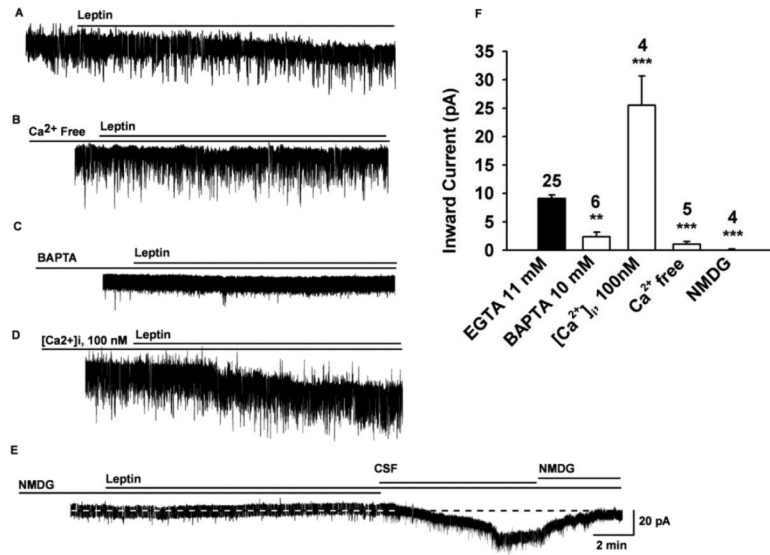 A
Leptin
B
Ca2+ Free
Leptin
C
BAPTA
Leptin
D
[Ca2+]i, 100 nM
Leptin
E
NMDG
Leptin
CSF
NMDG
20 pA
2 min
F
Inward Current (pA)
35
30
25
20
15
10
5
0
25
6
**
4
***
5
***
4
***
EGTA 11 mM
BAPTA 10 mM
[Ca2+]i, 100nM
Ca2+ free
NMDG